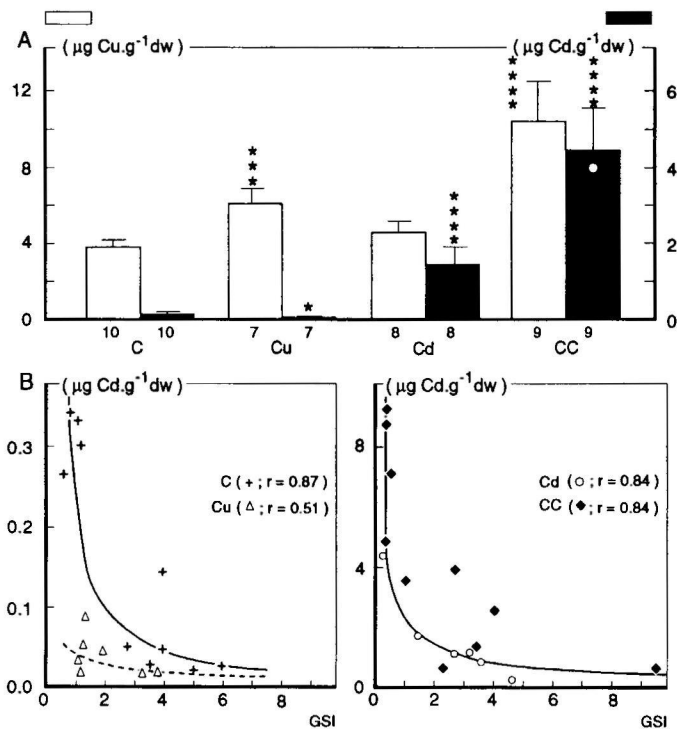 A
( µg Cu.g⁻¹dw) ( µg Cd.g⁻¹dw)
12 6
8 4
4 2
0 0
10 10 7 7 8 8 9 9
C Cu Cd CC
B
( µg Cd.g⁻¹dw) ( µg Cd.g⁻¹dw)
0.3
0.2
0.1
0.0
C ( + ; r = 0.87 )
Cu ( △ ; r = 0.51 )
0 2 4 6 8
GSI
8
4
0
Cd ( ○ ; r = 0.84 )
CC ( ◆ ; r = 0.84 )
0 2 4 6 8
GSI